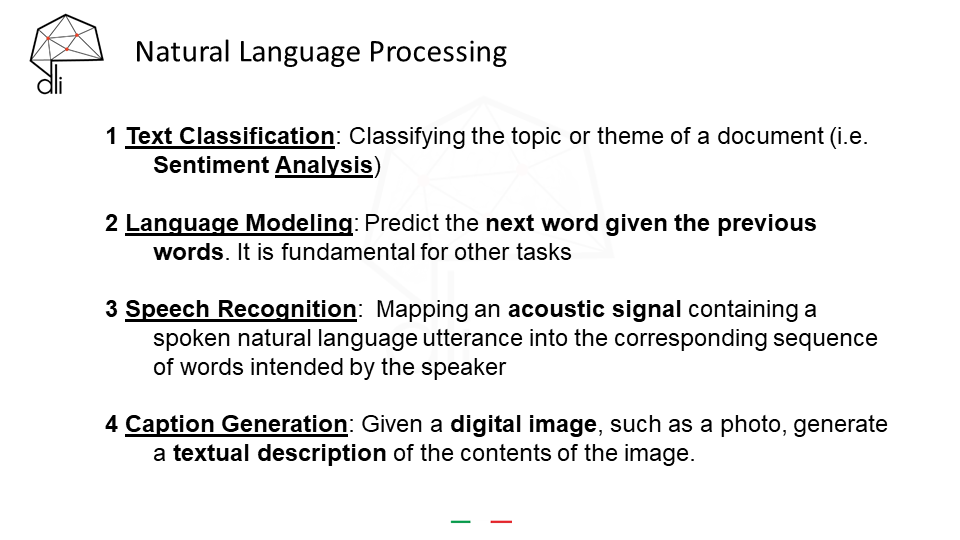 dli
Natural Language Processing
1 Text Classification: Classifying the topic or theme of a document (i.e.
Sentiment Analysis)
2 Language Modeling: Predict the next word given the previous
words. It is fundamental for other tasks
3 Speech Recognition:  Mapping an acoustic signal containing a
spoken natural language utterance into the corresponding sequence
of words intended by the speaker
4 Caption Generation: Given a digital image, such as a photo, generate
a textual description of the contents of the image.